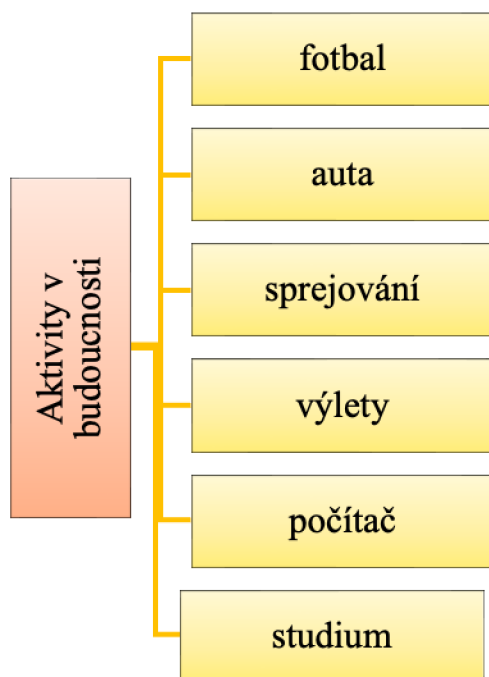 Aktivity v
budoucnosti
fotbal
auta
sprejování
výlety
počítač
studium